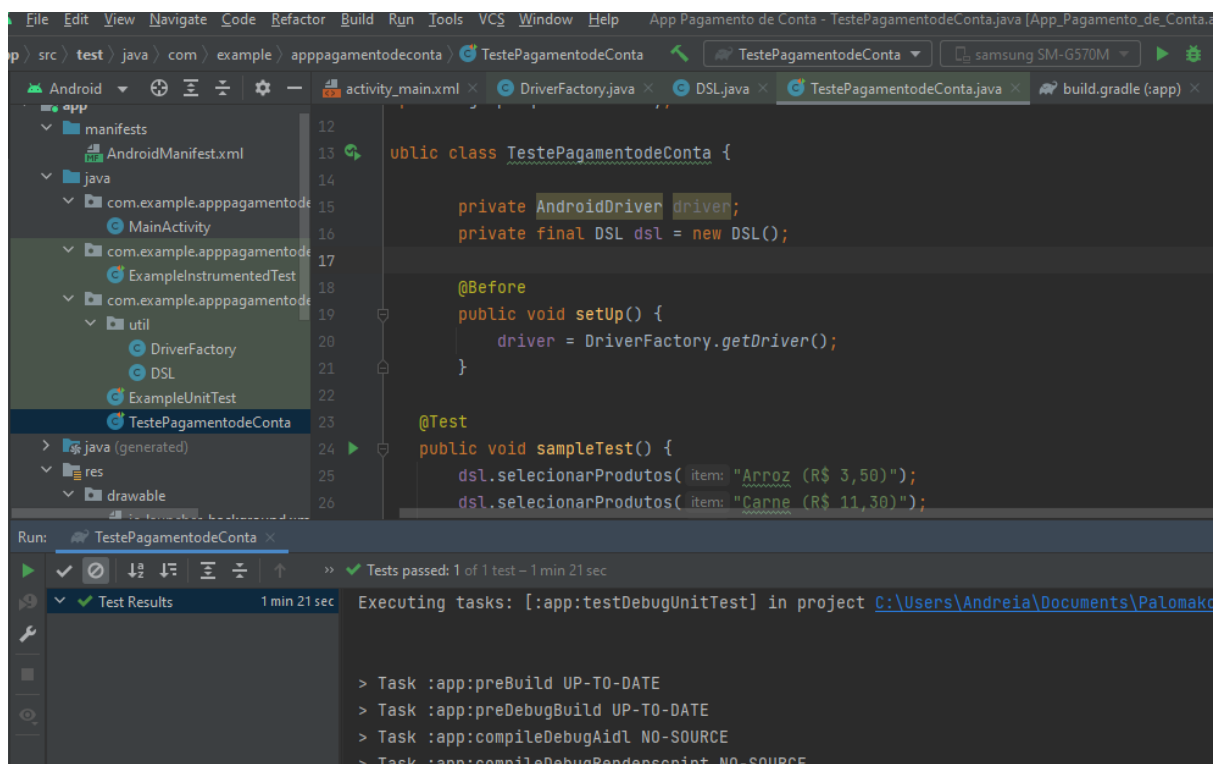 File Edit View Navigate Code Refactor Build Run Tools VCS Window Help App Pagamento de Conta - TestePagamentodeConta.java [App_Pagamento_de_Conta.a
src test java com example apppagamentodeconta TestePagamentodeConta TestePagamentodeConta samsung SM-G570M
Android activity_main.xml DriverFactory.java DSL.java TestePagamentodeConta.java build.gradle (:app)
app
manifests
AndroidManifest.xml
java
com.example.apppagamentode
MainActivity
com.example.apppagamentode
ExampleInstrumentedTest
com.example.apppagamentode
util
DriverFactory
DSL
ExampleUnitTest
TestePagamentodeConta
java (generated)
res
drawable
12
13 ublic class TestePagamentodeConta {
14
15 private AndroidDriver driver;
16 private final DSL dsl = new DSL();
17
18 @Before
19 public void setUp() {
20 driver = DriverFactory.getDriver();
21 }
22
23 @Test
24 public void sampleTest() {
25 dsl.selecionarProdutos( item: "Arroz (R$ 3,50)");
26 dsl.selecionarProdutos( item: "Carne (R$ 11,30)");
Run: TestePagamentodeConta
» Tests passed: 1 of 1 test – 1 min 21 sec
Test Results 1 min 21 sec
Executing tasks: [:app:testDebugUnitTest] in project C:\Users\Andreia\Documents\Palomako
> Task :app:preBuild UP-TO-DATE
> Task :app:preDebugBuild UP-TO-DATE
> Task :app:compileDebugAidl NO-SOURCE
> Task :app:compileDebugRenderscript NO-SOURCE